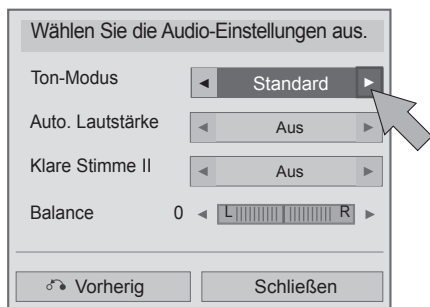 Wählen Sie die Audio-Einstellungen aus.
Ton-Modus ◄ Standard ►
Auto. Lautstärke ◄ Aus ►
Klare Stimme II ◄ Aus ►
Balance 0 ◄ L R ►
Vorherig Schließen